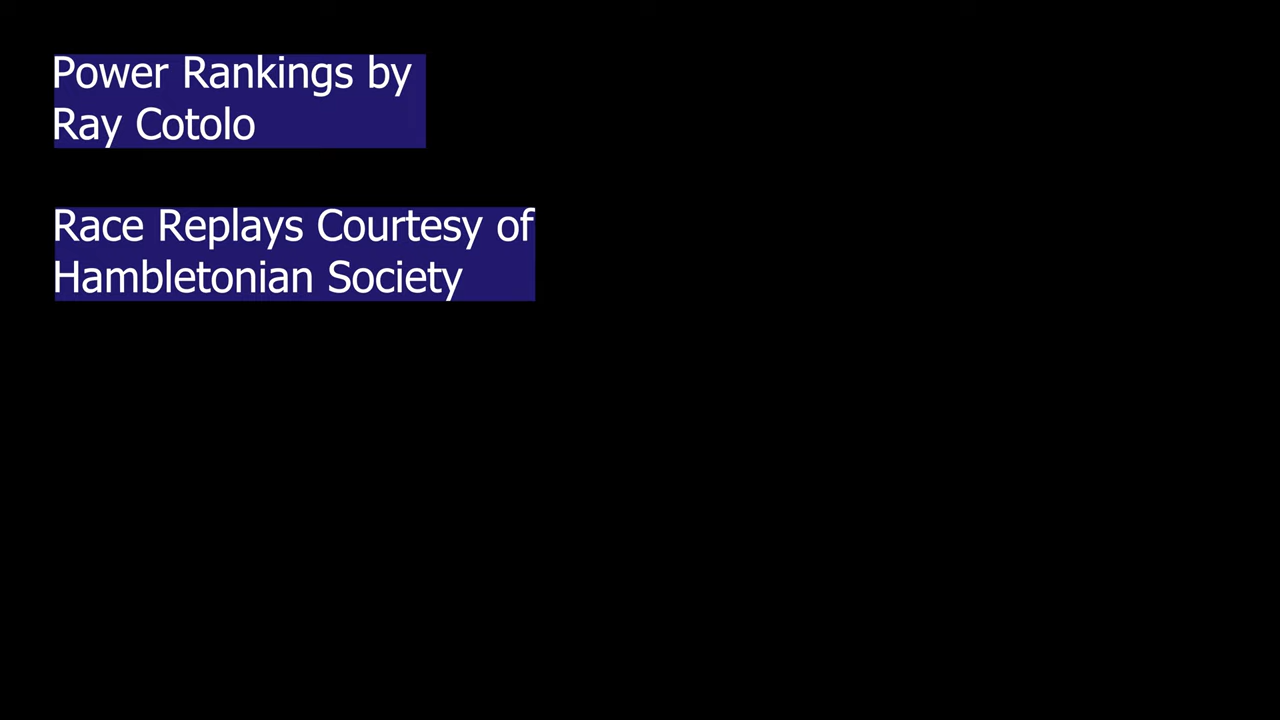 Power Rankings by
Ray Cotolo
Race Replays Courtesy of
Hambletonian Society